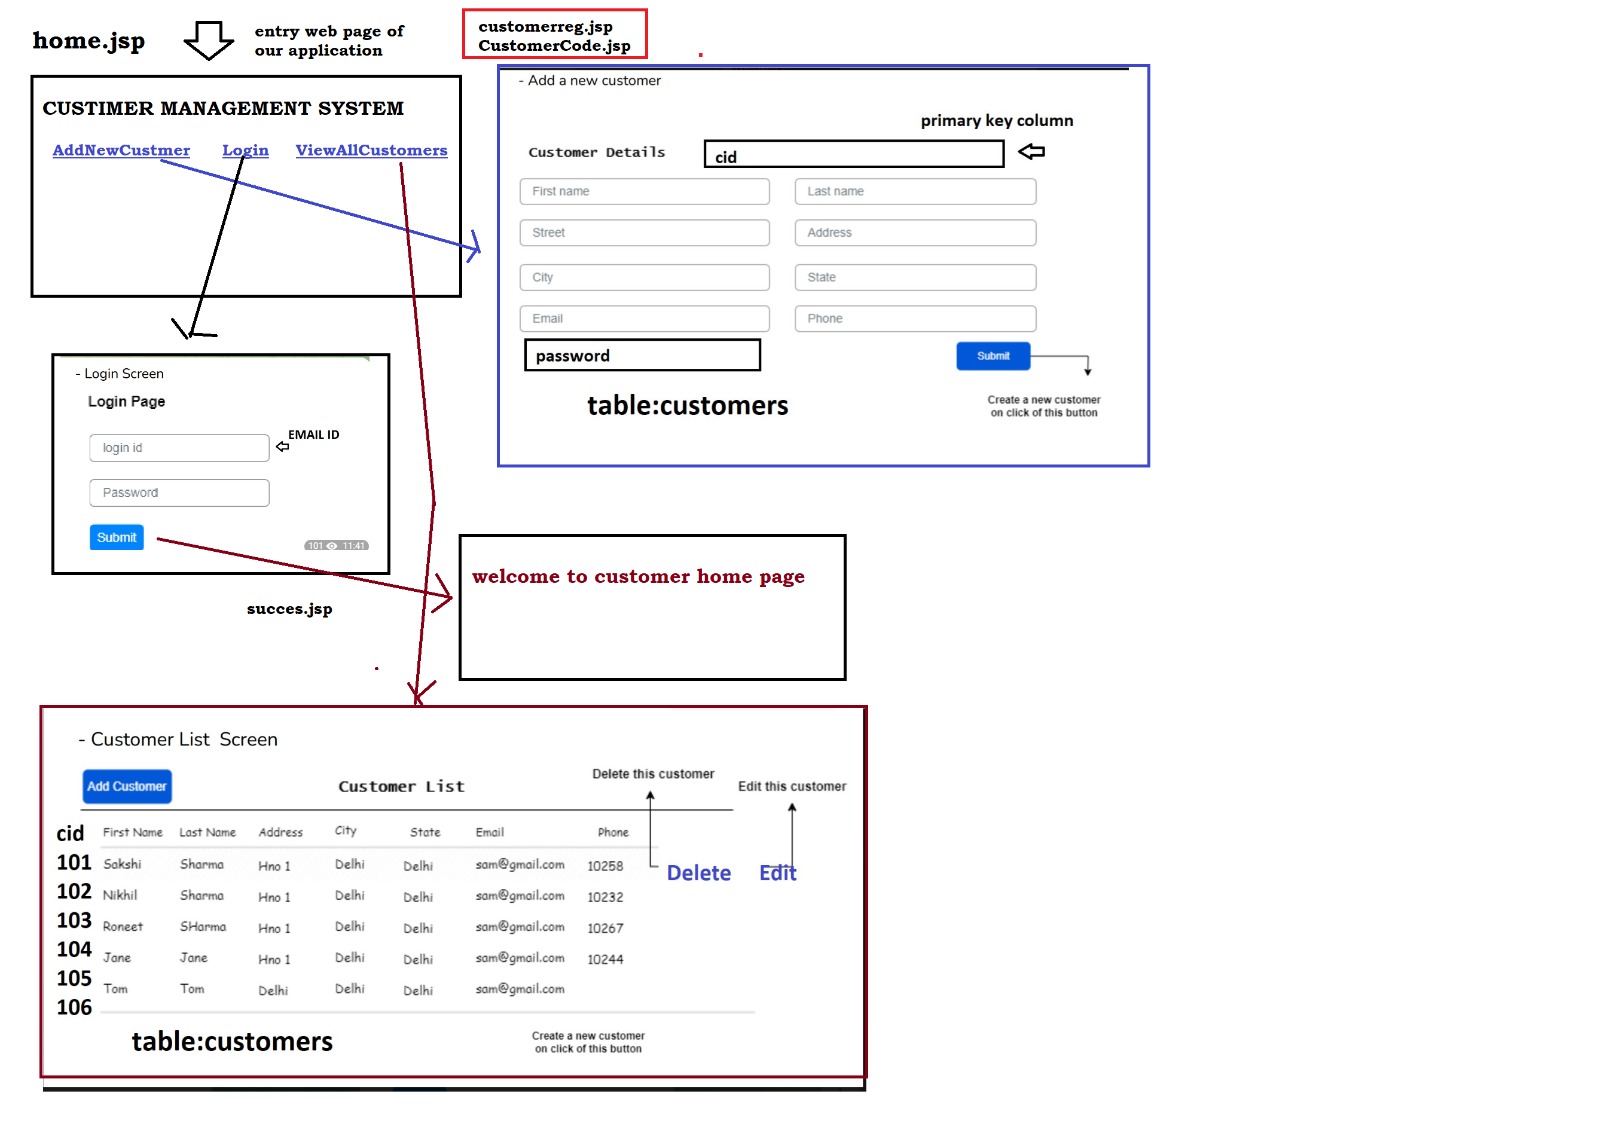 home.jsp
entry web page of
our application
customerreg.jsp
CustomerCode.jsp
CUSTIMER MANAGEMENT SYSTEM
AddNewCustmer Login ViewAllCustomers
- Add a new customer
primary key column
Customer Details cid
First name Last name
Street Address
City State
Email Phone
password Submit
table:customers
Create a new customer
on click of this button
- Login Screen
Login Page
login id EMAIL ID
Password
Submit
101 11:41
succes.jsp
welcome to customer home page
- Customer List Screen
Add Customer Customer List
Delete this customer
Edit this customer
cid First Name Last Name Address City State Email Phone
101 Sakshi Sharma Hno 1 Delhi Delhi sam@gmail.com 10258 Delete Edit
102 Nikhil Sharma Hno 1 Delhi Delhi sam@gmail.com 10232
103 Roneet SHarma Hno 1 Delhi Delhi sam@gmail.com 10267
104 Jane Jane Hno 1 Delhi Delhi sam@gmail.com 10244
105 Tom Tom Delhi Delhi Delhi sam@gmail.com
106
table:customers
Create a new customer
on click of this button